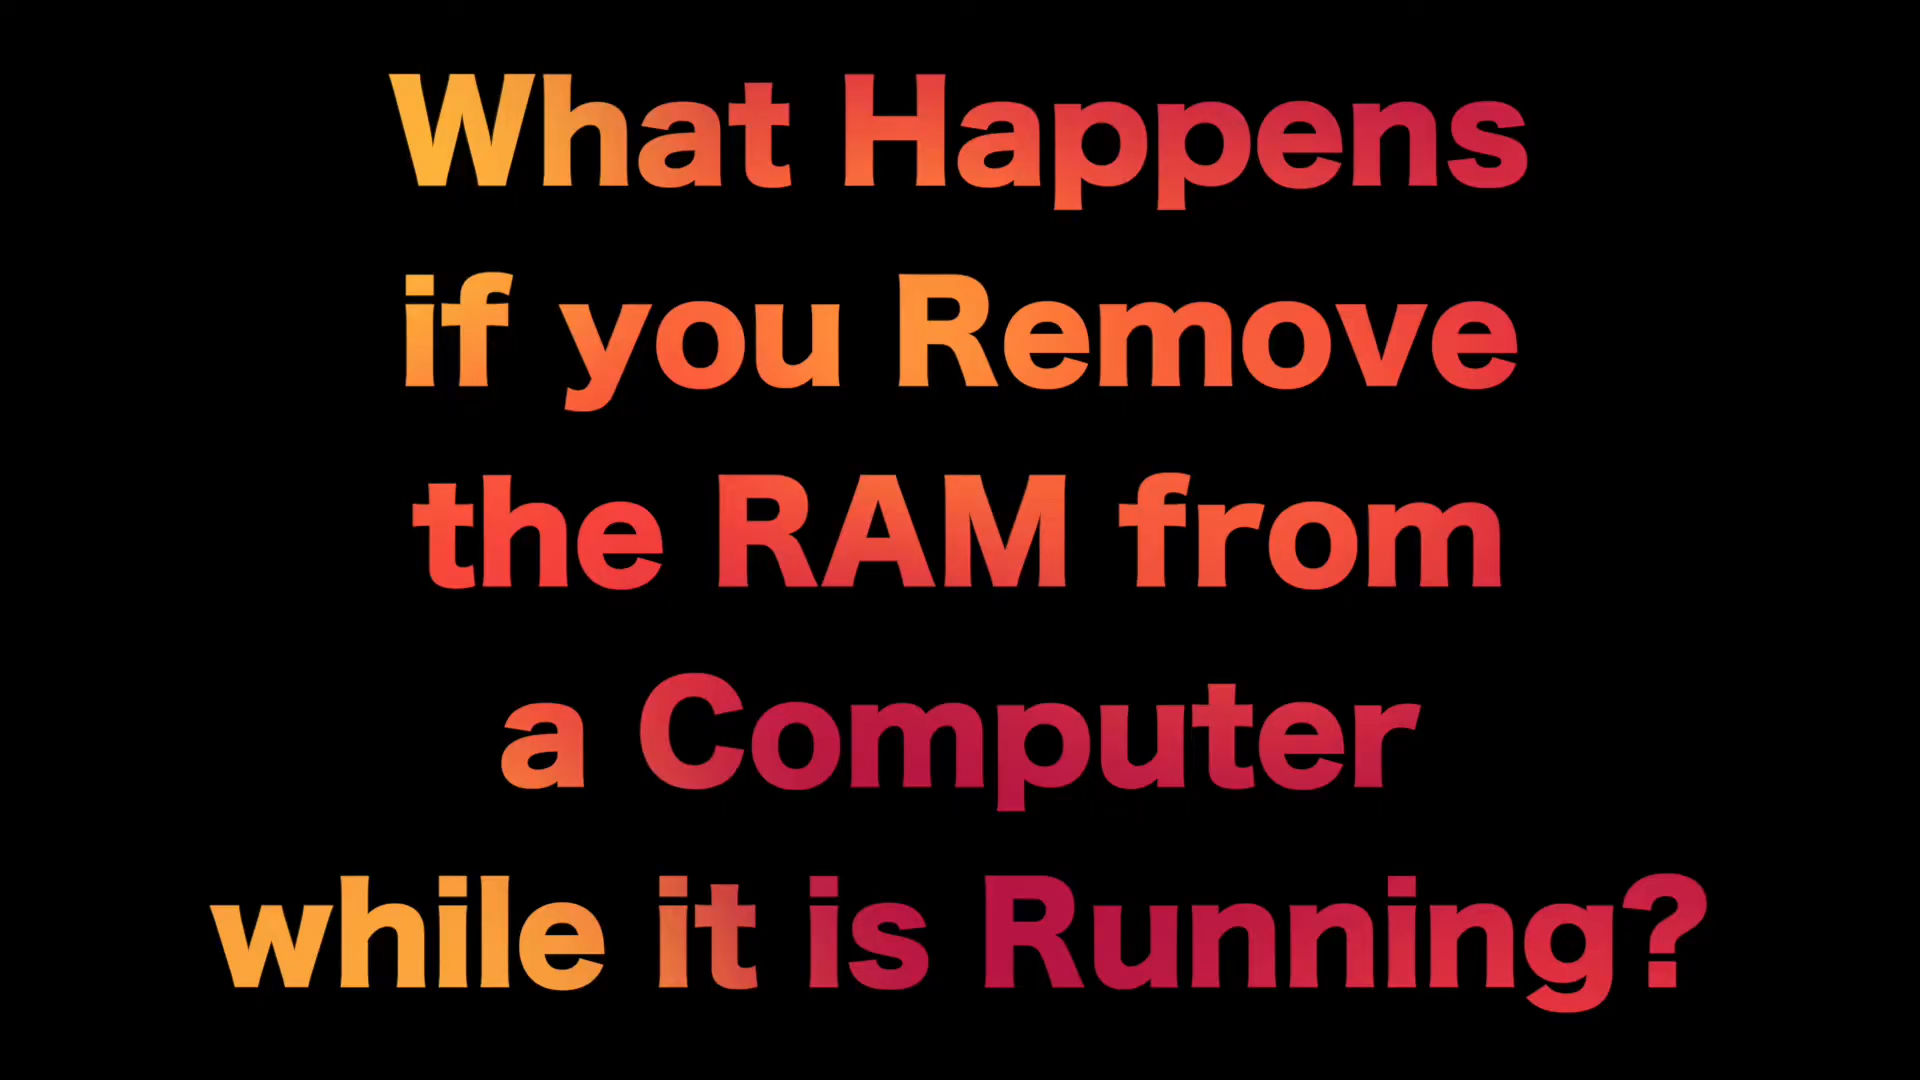 What Happens
if you Remove
the RAM from
a Computer
while it is Running?